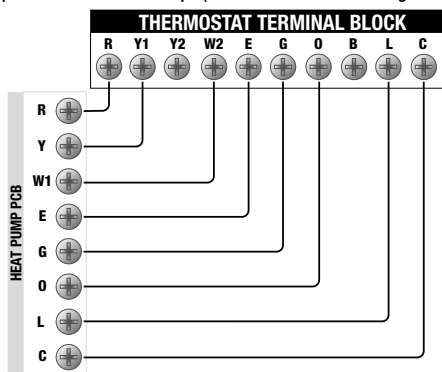 THERMOSTAT TERMINAL BLOCK
R Y1 Y2 W2 E G O B L C
HEAT PUMP PCB
R
Y
W1
E
G
O
L
C